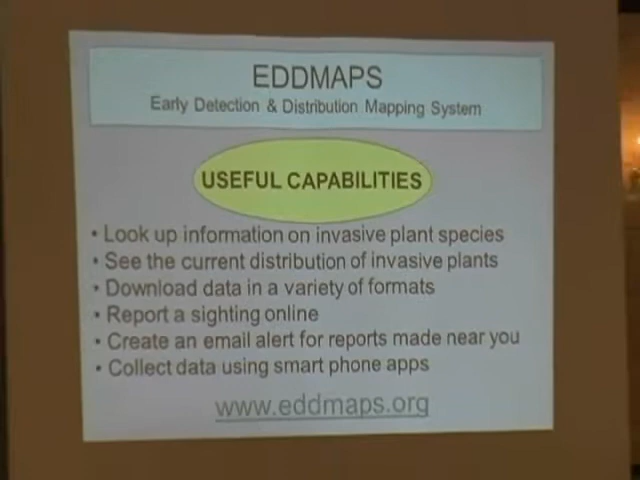 EDDMAPS
Early Detection & Distribution Mapping System
USEFUL CAPABILITIES
• Look up information on invasive plant species
• See the current distribution of invasive plants
• Download data in a variety of formats
• Report a sighting online
• Create an email alert for reports made near you
• Collect data using smart phone apps
www.eddmaps.org